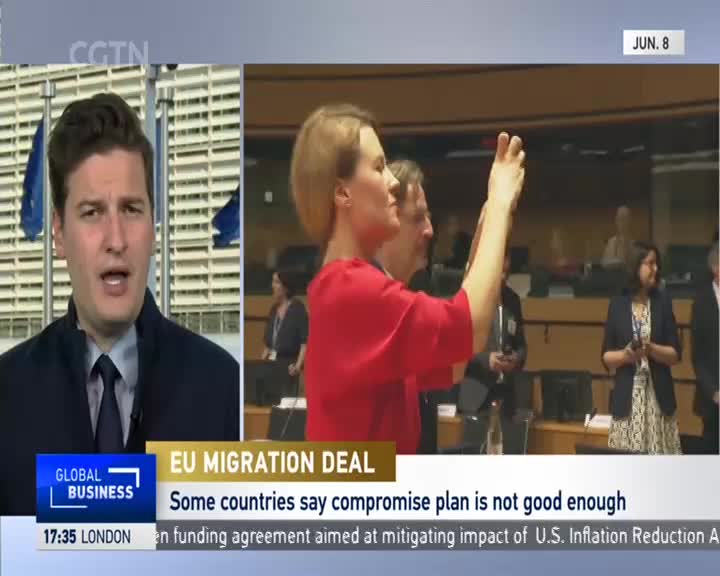 CGTN
JUN. 8
EU MIGRATION DEAL
GLOBAL
BUSINESS
Some countries say compromise plan is not good enough
17:35 LONDON
en funding agreement aimed at mitigating impact of U.S. Inflation Reduction A